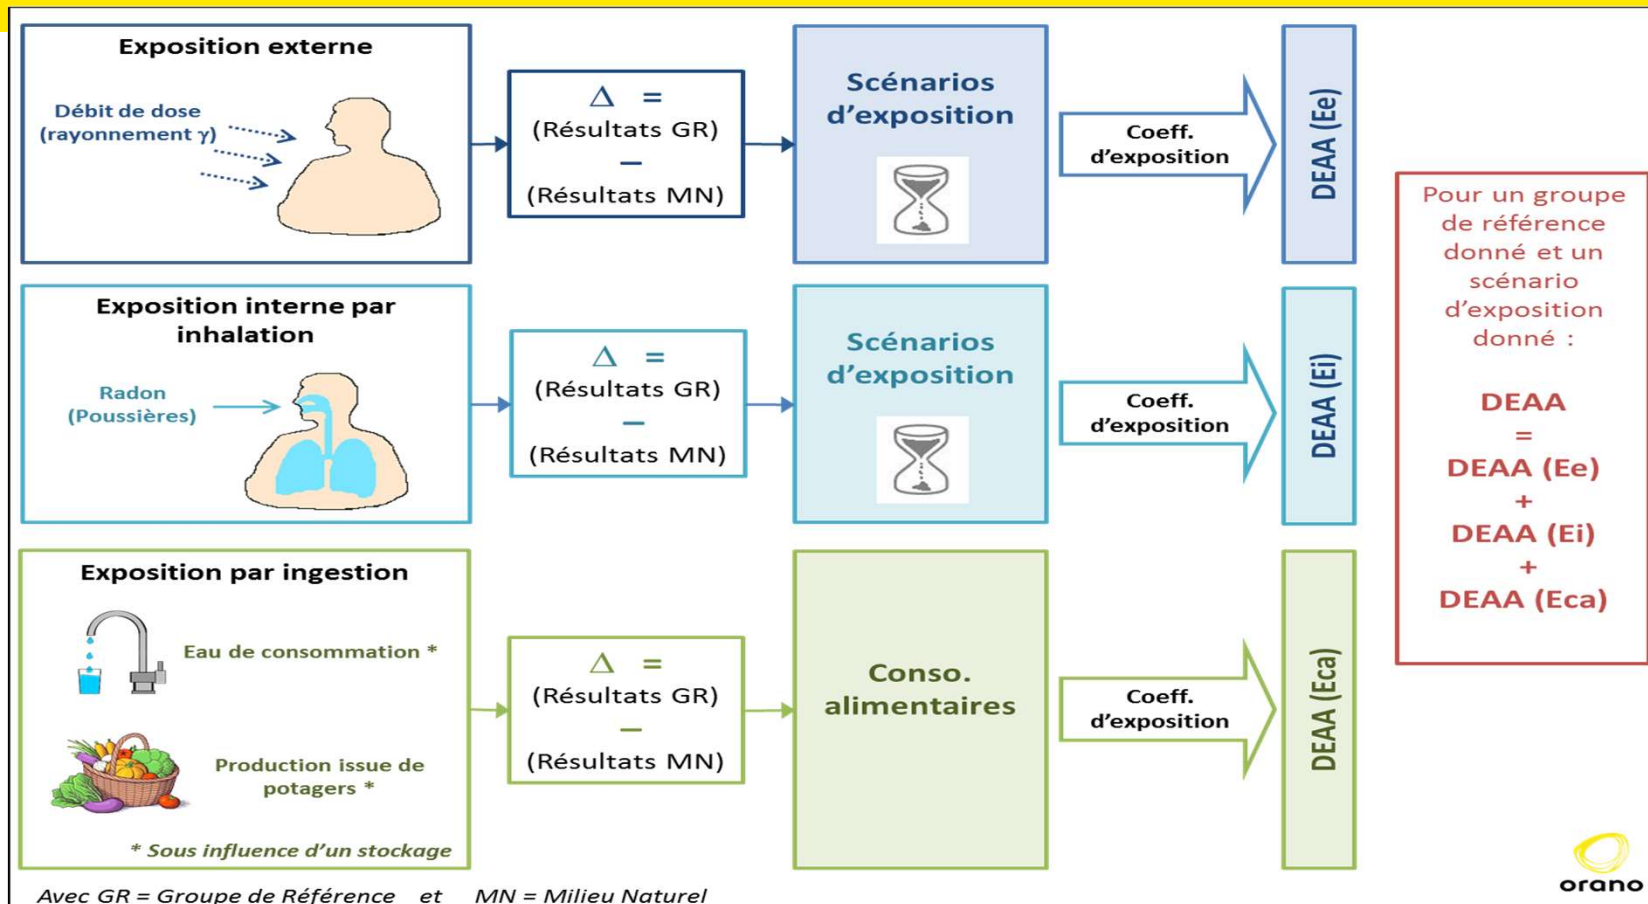 Exposition externe
Débit de dose
(rayonnement γ)
Δ =
(Résultats GR)
–
(Résultats MN)
Scénarios
d’exposition
Coeff.
d’exposition
DEAA (Ee)
Exposition interne par
inhalation
Radon
(Poussières)
Δ =
(Résultats GR)
–
(Résultats MN)
Scénarios
d’exposition
Coeff.
d’exposition
DEAA (Ei)
Exposition par ingestion
Eau de consommation *
Production issue de
potagers *
* Sous influence d’un stockage
Δ =
(Résultats GR)
–
(Résultats MN)
Conso.
alimentaires
Coeff.
d’exposition
DEAA (Eca)
Pour un groupe
de référence
donné et un
scénario
d’exposition
donné :
DEAA
=
DEAA (Ee)
+
DEAA (Ei)
+
DEAA (Eca)
Avec GR = Groupe de Référence et MN = Milieu Naturel
orano